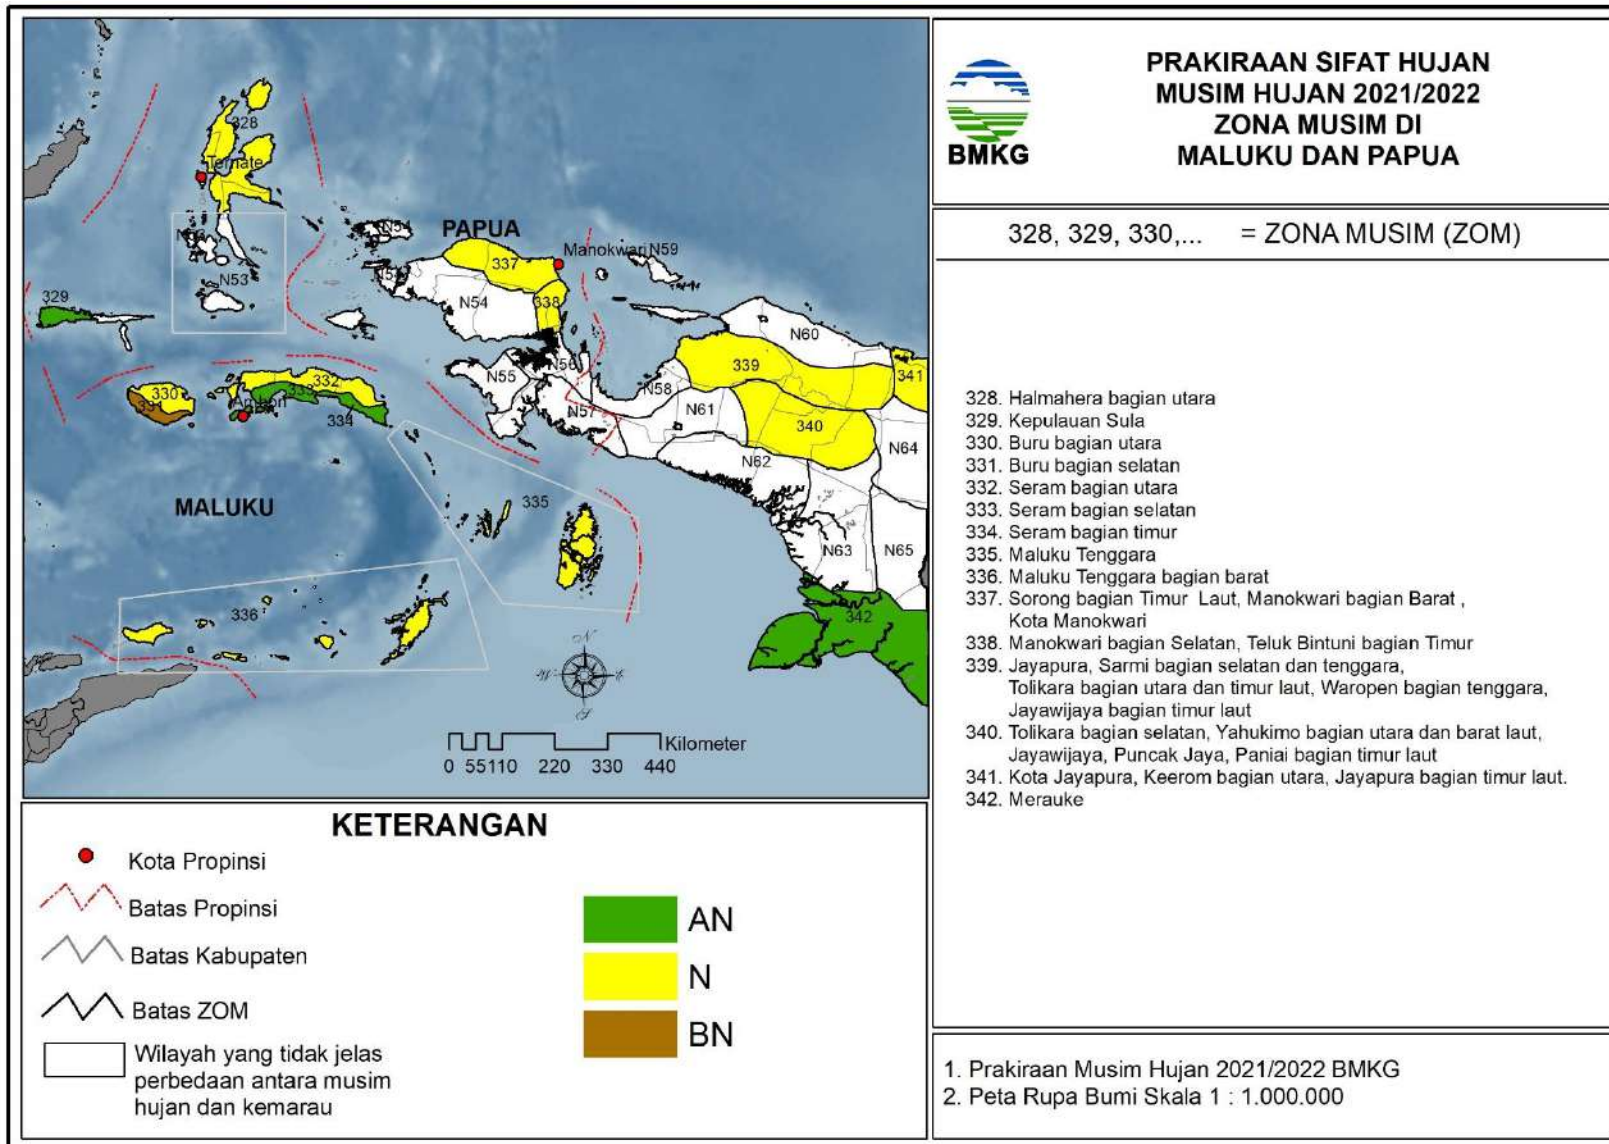 328
Ternate
N53
N54
PAPUA
Manokwari
N59
337
N54
338
N54
329
N60
339
341
N56
N55
N58
330
332
333
331
Ambon
N57
N61
340
334
N64
N62
335
MALUKU
N63
N65
336
342
N
W
E
S
Kilometer
0 55110 220 330 440
BMKG
PRAKIRAAN SIFAT HUJAN
MUSIM HUJAN 2021/2022
ZONA MUSIM DI
MALUKU DAN PAPUA
328, 329, 330,... = ZONA MUSIM (ZOM)
328. Halmahera bagian utara
329. Kepulauan Sula
330. Buru bagian utara
331. Buru bagian selatan
332. Seram bagian utara
333. Seram bagian selatan
334. Seram bagian timur
335. Maluku Tenggara
336. Maluku Tenggara bagian barat
337. Sorong bagian Timur Laut, Manokwari bagian Barat ,
Kota Manokwari
338. Manokwari bagian Selatan, Teluk Bintuni bagian Timur
339. Jayapura, Sarmi bagian selatan dan tenggara,
Tolikara bagian utara dan timur laut, Waropen bagian tenggara,
Jayawijaya bagian timur laut
340. Tolikara bagian selatan, Yahukimo bagian utara dan barat laut,
Jayawijaya, Puncak Jaya, Paniai bagian timur laut
341. Kota Jayapura, Keerom bagian utara, Jayapura bagian timur laut.
342. Merauke
KETERANGAN
Kota Propinsi
Batas Propinsi
Batas Kabupaten
Batas ZOM
Wilayah yang tidak jelas
perbedaan antara musim
hujan dan kemarau
AN
N
BN
1. Prakiraan Musim Hujan 2021/2022 BMKG
2. Peta Rupa Bumi Skala 1 : 1.000.000